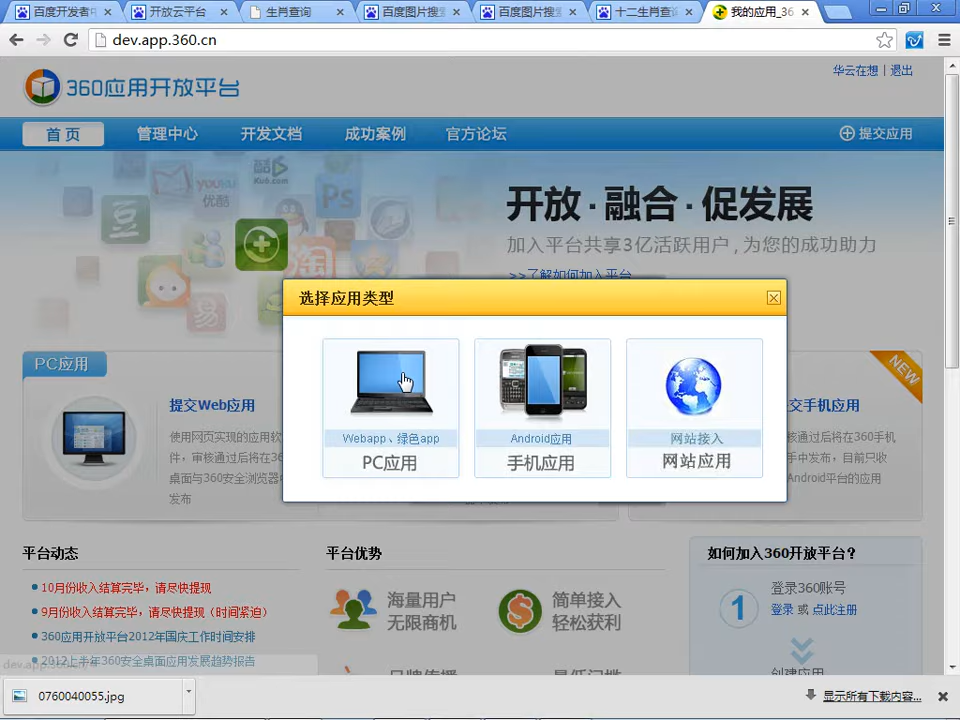 百度开发者中
开放云平台
生肖查询
百度图片搜索
百度图片搜索
十二生肖查询
我的应用_36
dev.app.360.cn
华云在想 | 退出
360应用开放平台
首 页
管理中心
开发文档
成功案例
官方论坛
提交应用
酷6
Ku6.com
youku
优酷
Ps
豆
淘
易
开放·融合·促发展
加入平台共享3亿活跃用户,为您的成功助力
>>了解如何加入平台
选择应用类型
Webapp、绿色app
PC应用
Android应用
手机应用
网站接入
网站应用
PC应用
提交Web应用
使用网页实现的应用软
件,审核通过后将在36
桌面与360安全浏览器
发布
NEW
交手机应用
核通过后将在360手机
手中发布,目前只收
Android平台的应用
平台动态
10月份收入结算完毕，请尽快提现
9月份收入结算完毕，请尽快提现（时间紧迫）
360应用开放平台2012年国庆工作时间安排
2012上半年360安全桌面应用发展趋势报告
平台优势
海量用户
无限商机
简单接入
轻松获利
如何加入360开放平台？
1
登录360账号
登录 或 点此注册
创建应用
dev.app.360.cn/#
0760040055.jpg
显示所有下载内容...